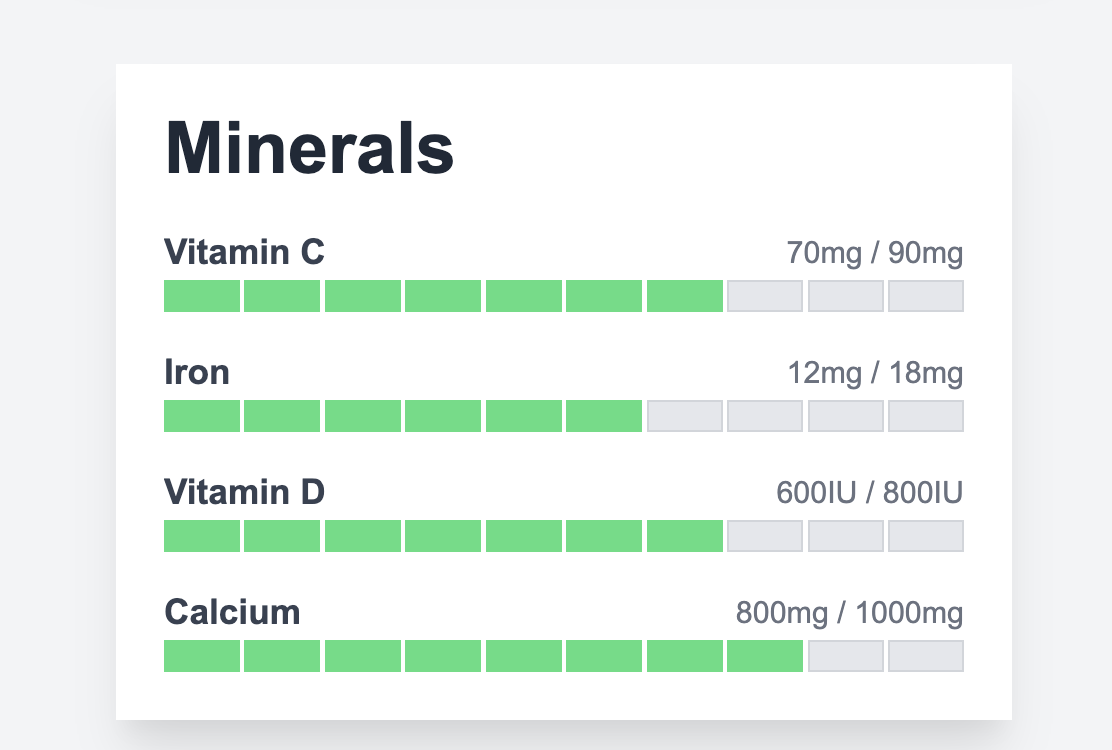 Minerals
Vitamin C 70mg / 90mg
Iron 12mg / 18mg
Vitamin D 600IU / 800IU
Calcium 800mg / 1000mg